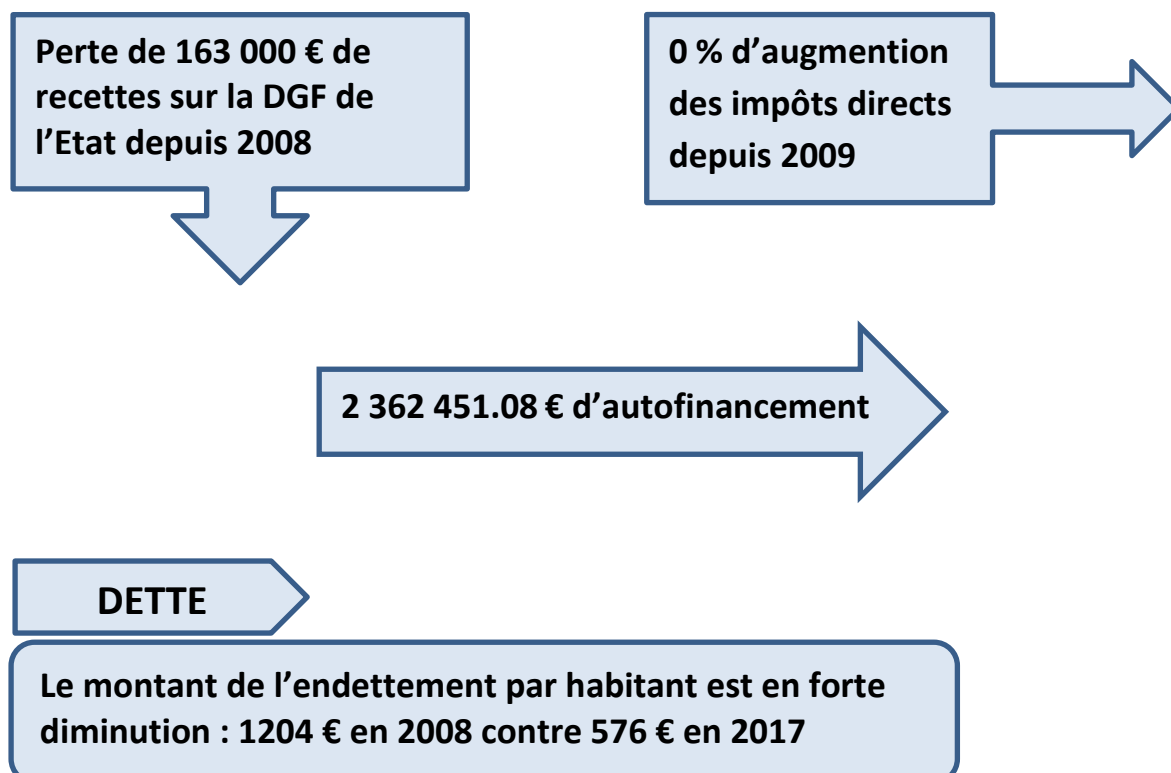 Perte de 163 000 € de
recettes sur la DGF de
l’Etat depuis 2008
0 % d’augmention
des impôts directs
depuis 2009
2 362 451.08 € d’autofinancement
DETTE
Le montant de l’endettement par habitant est en forte
diminution : 1204 € en 2008 contre 576 € en 2017